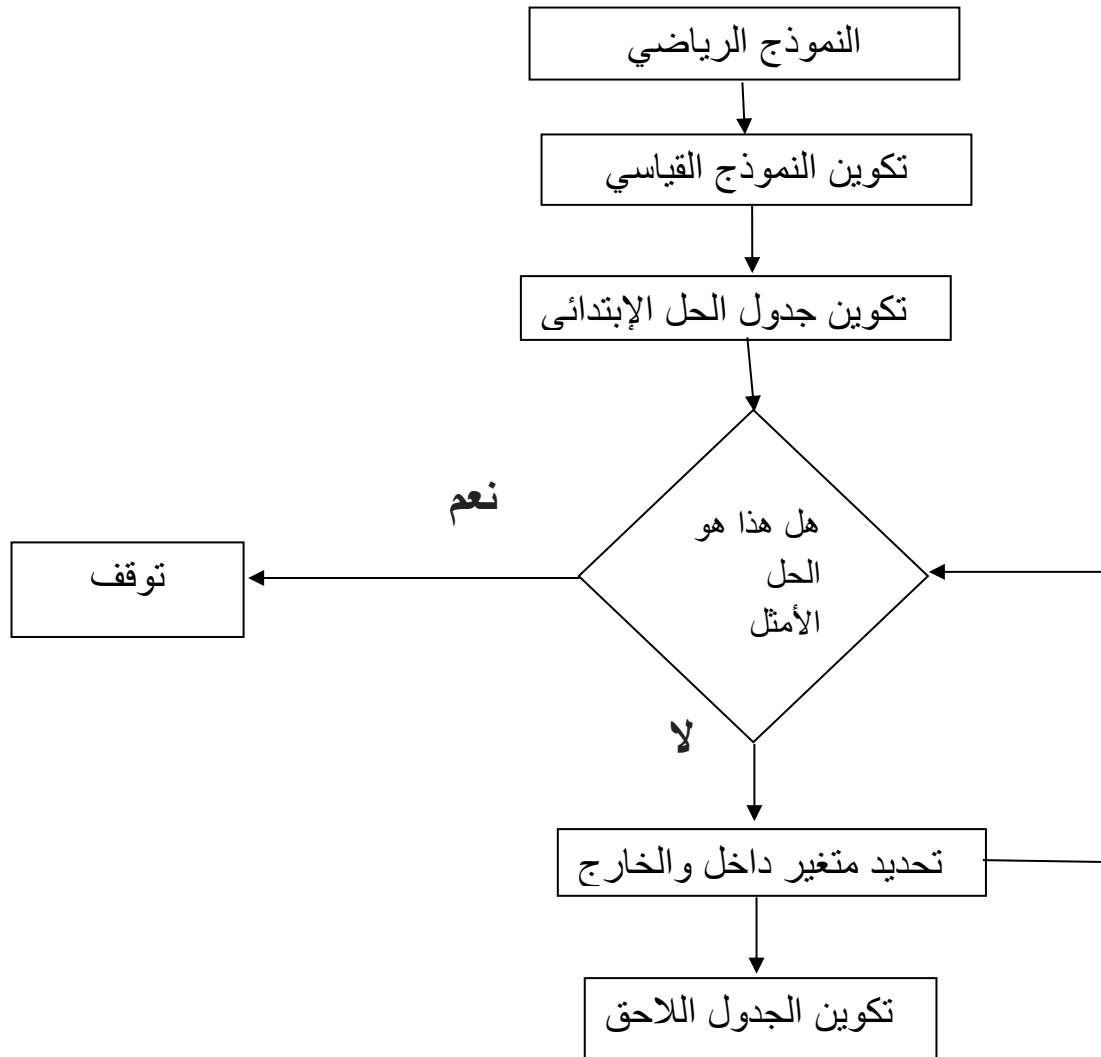 النموذج الرياضي
تكوين النموذج القياسي
تكوين جدول الحل الإبتدائى
هل هذا هو
الحل
الأمثل
نعم
توقف
لا
تحديد متغير داخل والخارج
تكوين الجدول اللاحق